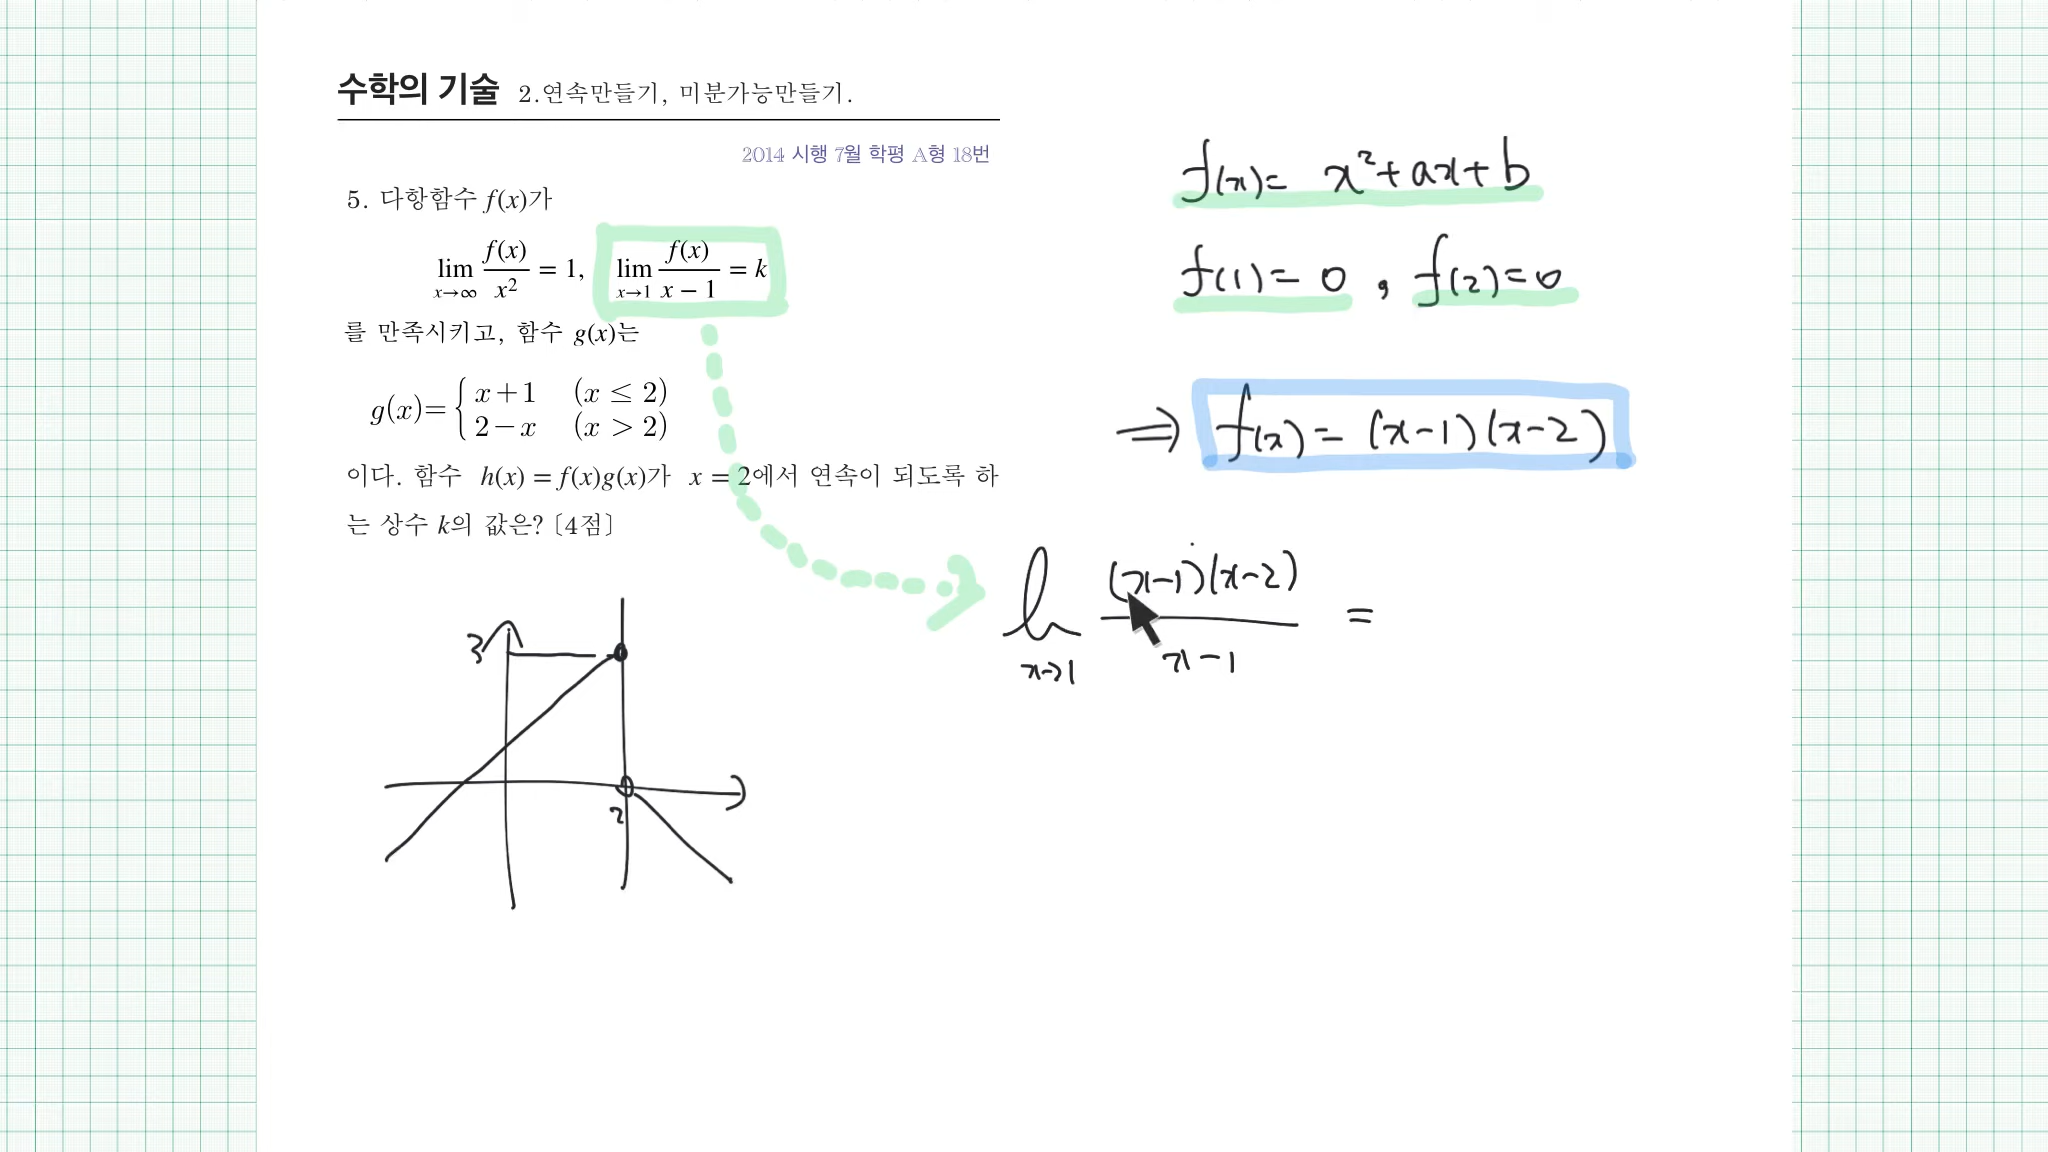 수학의 기술 2.연속만들기, 미분가능만들기.
2014 시행 7월 학평 A형 18번
5. 다항함수 f(x)가
lim_{x→∞} f(x)/x² = 1, lim_{x→1} f(x)/(x − 1) = k
를 만족시키고, 함수 g(x)는
g(x)= { x+1 (x ≤ 2)
2−x (x > 2)
이다. 함수 h(x) = f(x)g(x)가 x = 2에서 연속이 되도록 하
는 상수 k의 값은? [4점]
3
2
f(x)= x²+ax+b
f(1)=0 , f(2)=0
⇒ f(x)= (x-1)(x-2)
lim_{x→1} (x-1)(x-2)/(x-1) =